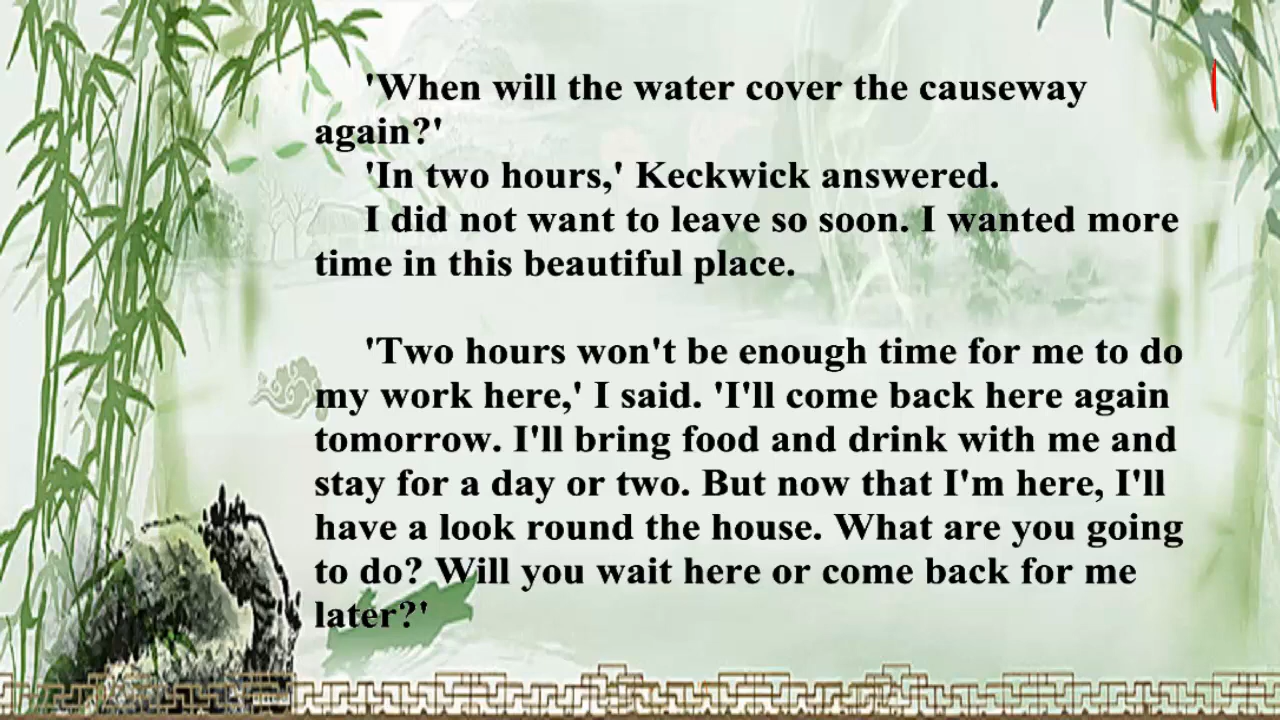 'When will the water cover the causeway
again?'
'In two hours,' Keckwick answered.
I did not want to leave so soon. I wanted more
time in this beautiful place.
'Two hours won't be enough time for me to do
my work here,' I said. 'I'll come back here again
tomorrow. I'll bring food and drink with me and
stay for a day or two. But now that I'm here, I'll
have a look round the house. What are you going
to do? Will you wait here or come back for me
later?'